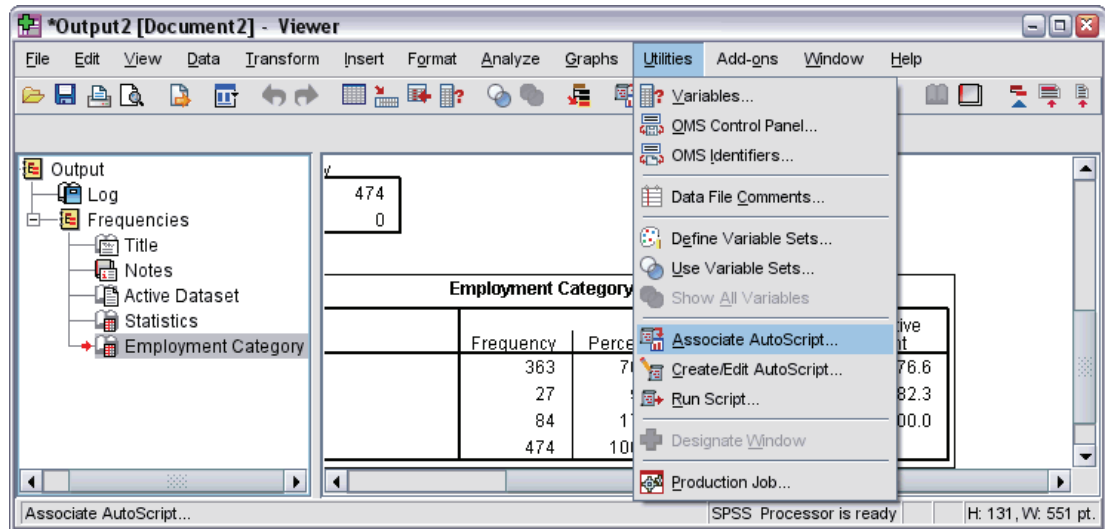 *Output2 [Document2] - Viewer
File Edit View Data Transform Insert Format Analyze Graphs Utilities Add-ons Window Help
Variables...
OMS Control Panel...
OMS Identifiers...
Data File Comments...
Define Variable Sets...
Use Variable Sets...
Show All Variables
Associate AutoScript...
Create/Edit AutoScript...
Run Script...
Designate Window
Production Job...
Output
Log
Frequencies
Title
Notes
Active Dataset
Statistics
Employment Category
474
0
Employment Category
Frequency
363
27
84
474
76.6
82.3
00.0
Associate AutoScript...
SPSS Processor is ready
H: 131, W: 551 pt.